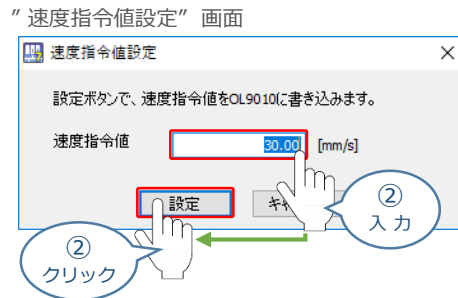 ”速度指令値設定”画面
速度指令値設定
設定ボタンで、速度指令値をOL9010に書き込みます。
速度指令値 30.00 [mm/s]
設定 キ
②
入力
②
クリック